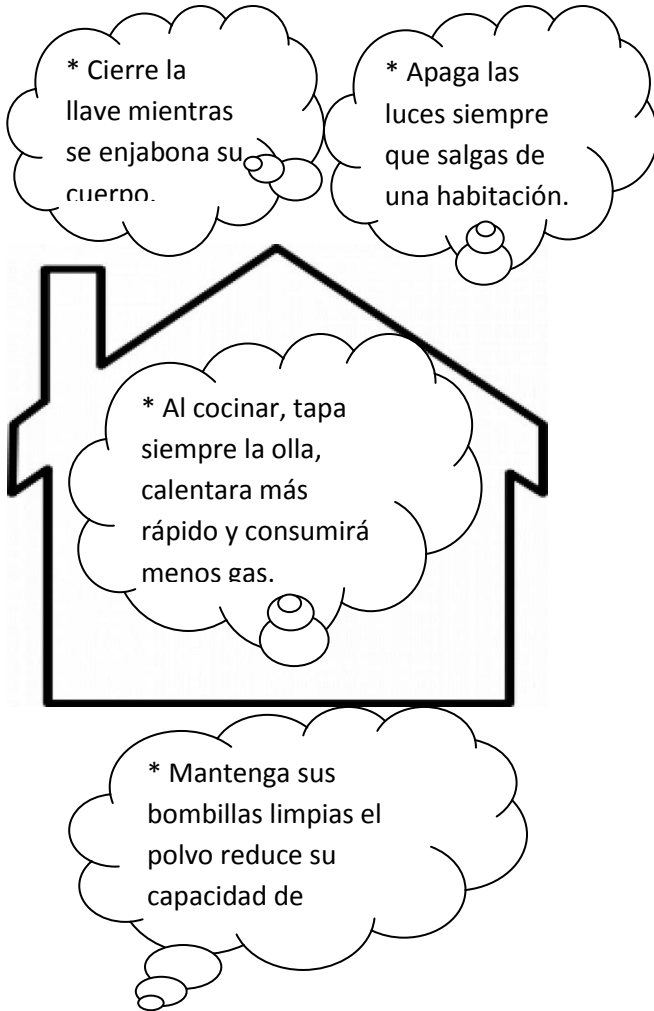 * Cierre la
llave mientras
se enjabona su
cuerpo.
* Apaga las
luces siempre
que salgas de
una habitación.
* Al cocinar, tapa
siempre la olla,
calentara más
rápido y consumirá
menos gas.
* Mantenga sus
bombillas limpias el
polvo reduce su
capacidad de